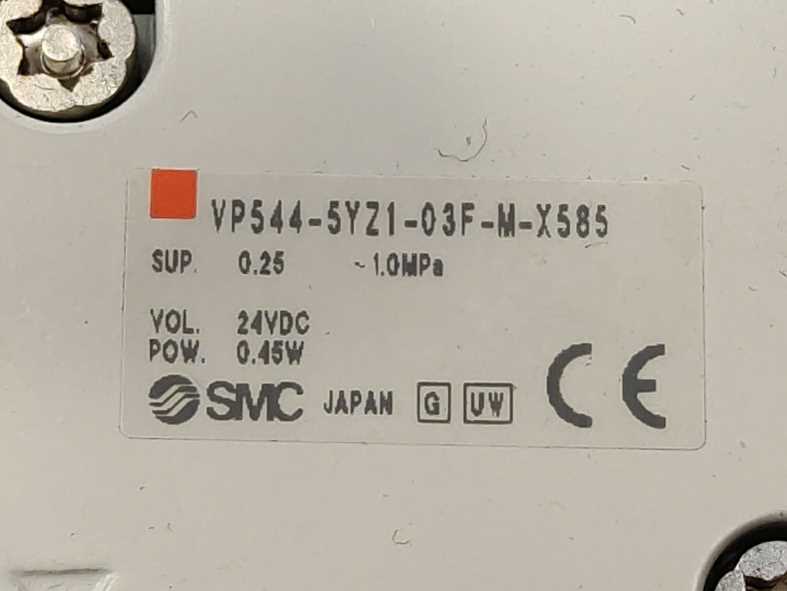 VP544-5YZ1-03F-M-X585
SUP. 0.25 ~1.0MPa
VOL. 24VDC
POW. 0.45W
SMC JAPAN G UW CE